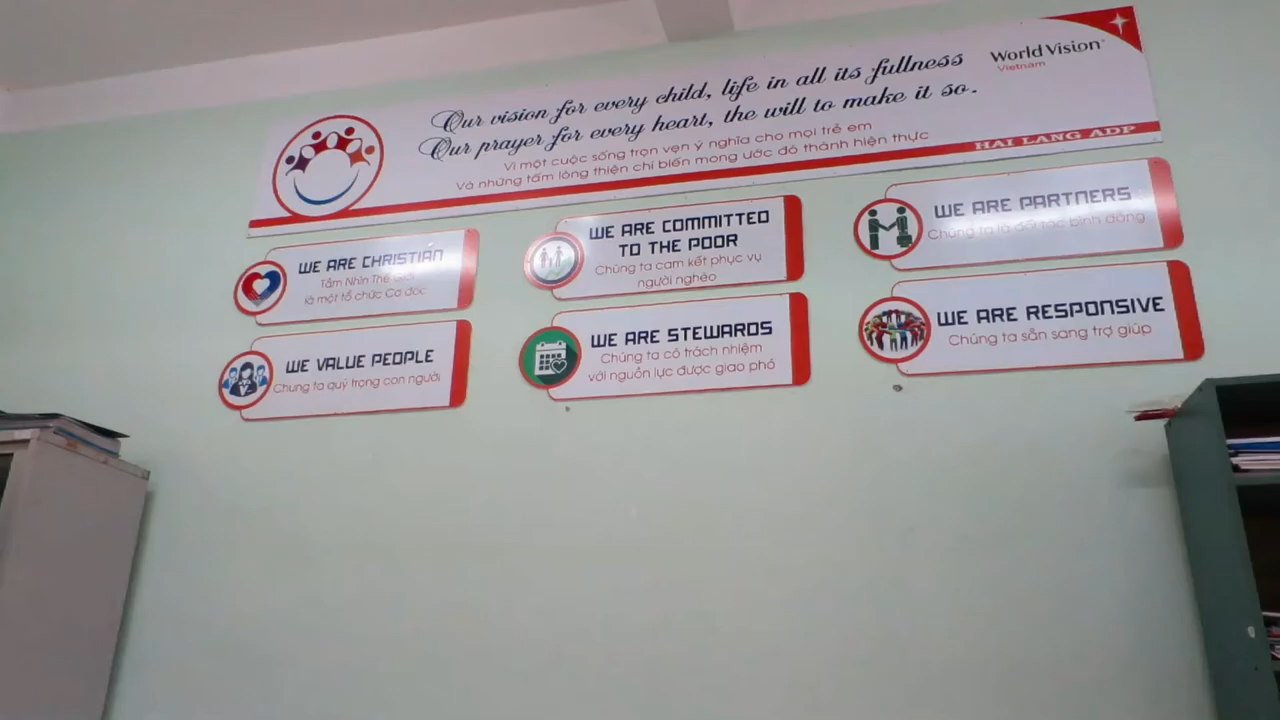 Our vision for every child, life in all its fullness
Our prayer for every heart, the will to make it so.
Vì một cuộc sống trọn vẹn ý nghĩa cho mọi trẻ em
Và những tấm lòng thiện chí biến mong ước đó thành hiện thực
World Vision
Vietnam
HAI LANG ADP
WE ARE CHRISTIAN
Tầm Nhìn Thế Giới
là một tổ chức Cơ đốc
WE ARE COMMITTED
TO THE POOR
Chúng ta cam kết phục vụ
người nghèo
WE ARE PARTNERS
Chúng ta là đối tác bình đẳng
WE VALUE PEOPLE
Chúng ta quý trọng con người
WE ARE STEWARDS
Chúng ta có trách nhiệm
với nguồn lực được giao phó
WE ARE RESPONSIVE
Chúng ta sẵn sang trợ giúp